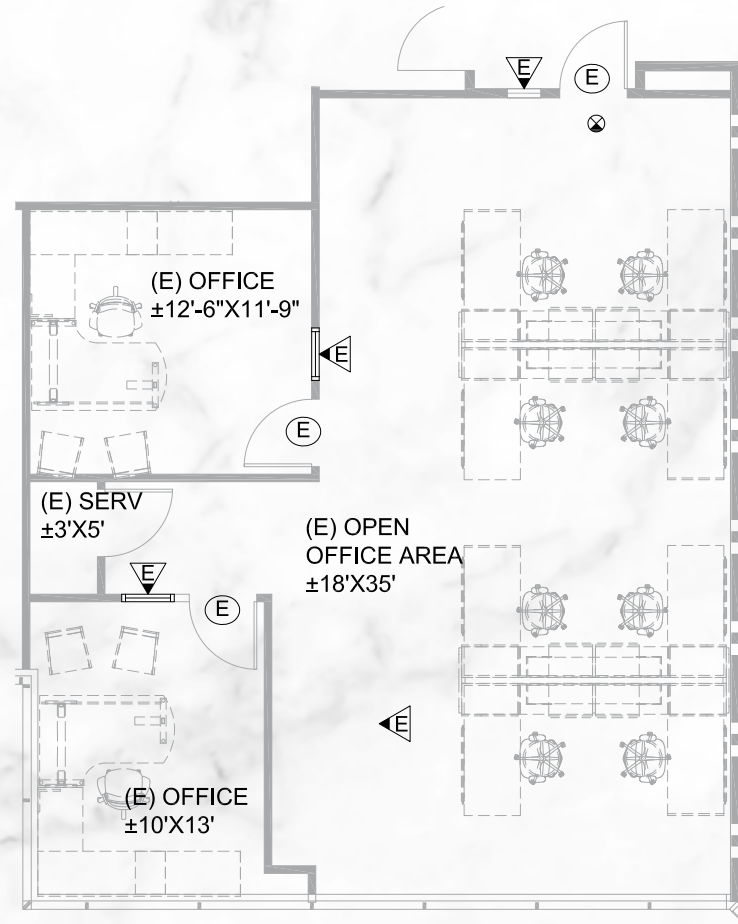 E
E
(E) OFFICE
±12'-6"X11'-9"
E
E
(E) SERV
±3'X5'
(E) OPEN
OFFICE AREA
±18'X35'
E
E
E
(E) OFFICE
±10'X13'